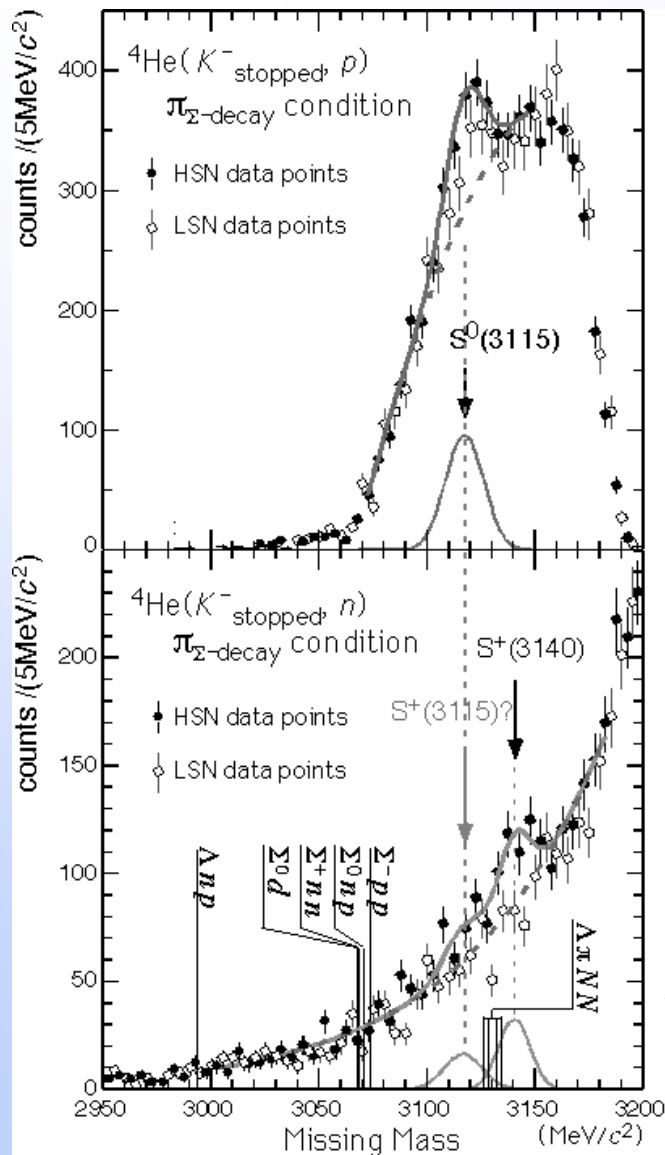 ⁴He(K⁻stopped, p)
πΣ-decay condition
HSN data points
LSN data points
S⁰(3115)
counts /(5MeV/c²)
400
300
200
100
0
⁴He(K⁻stopped, n)
πΣ-decay condition
S⁺(3140)
HSN data points
S⁺(3115)?
LSN data points
counts /(5MeV/c²)
200
150
100
50
0
Λnp
Σ0d
Σ+nn
Σ0np
Σ-pp
ΛπNN
2950 3000 3050 3100 3150 3200
Missing Mass (MeV/c²)